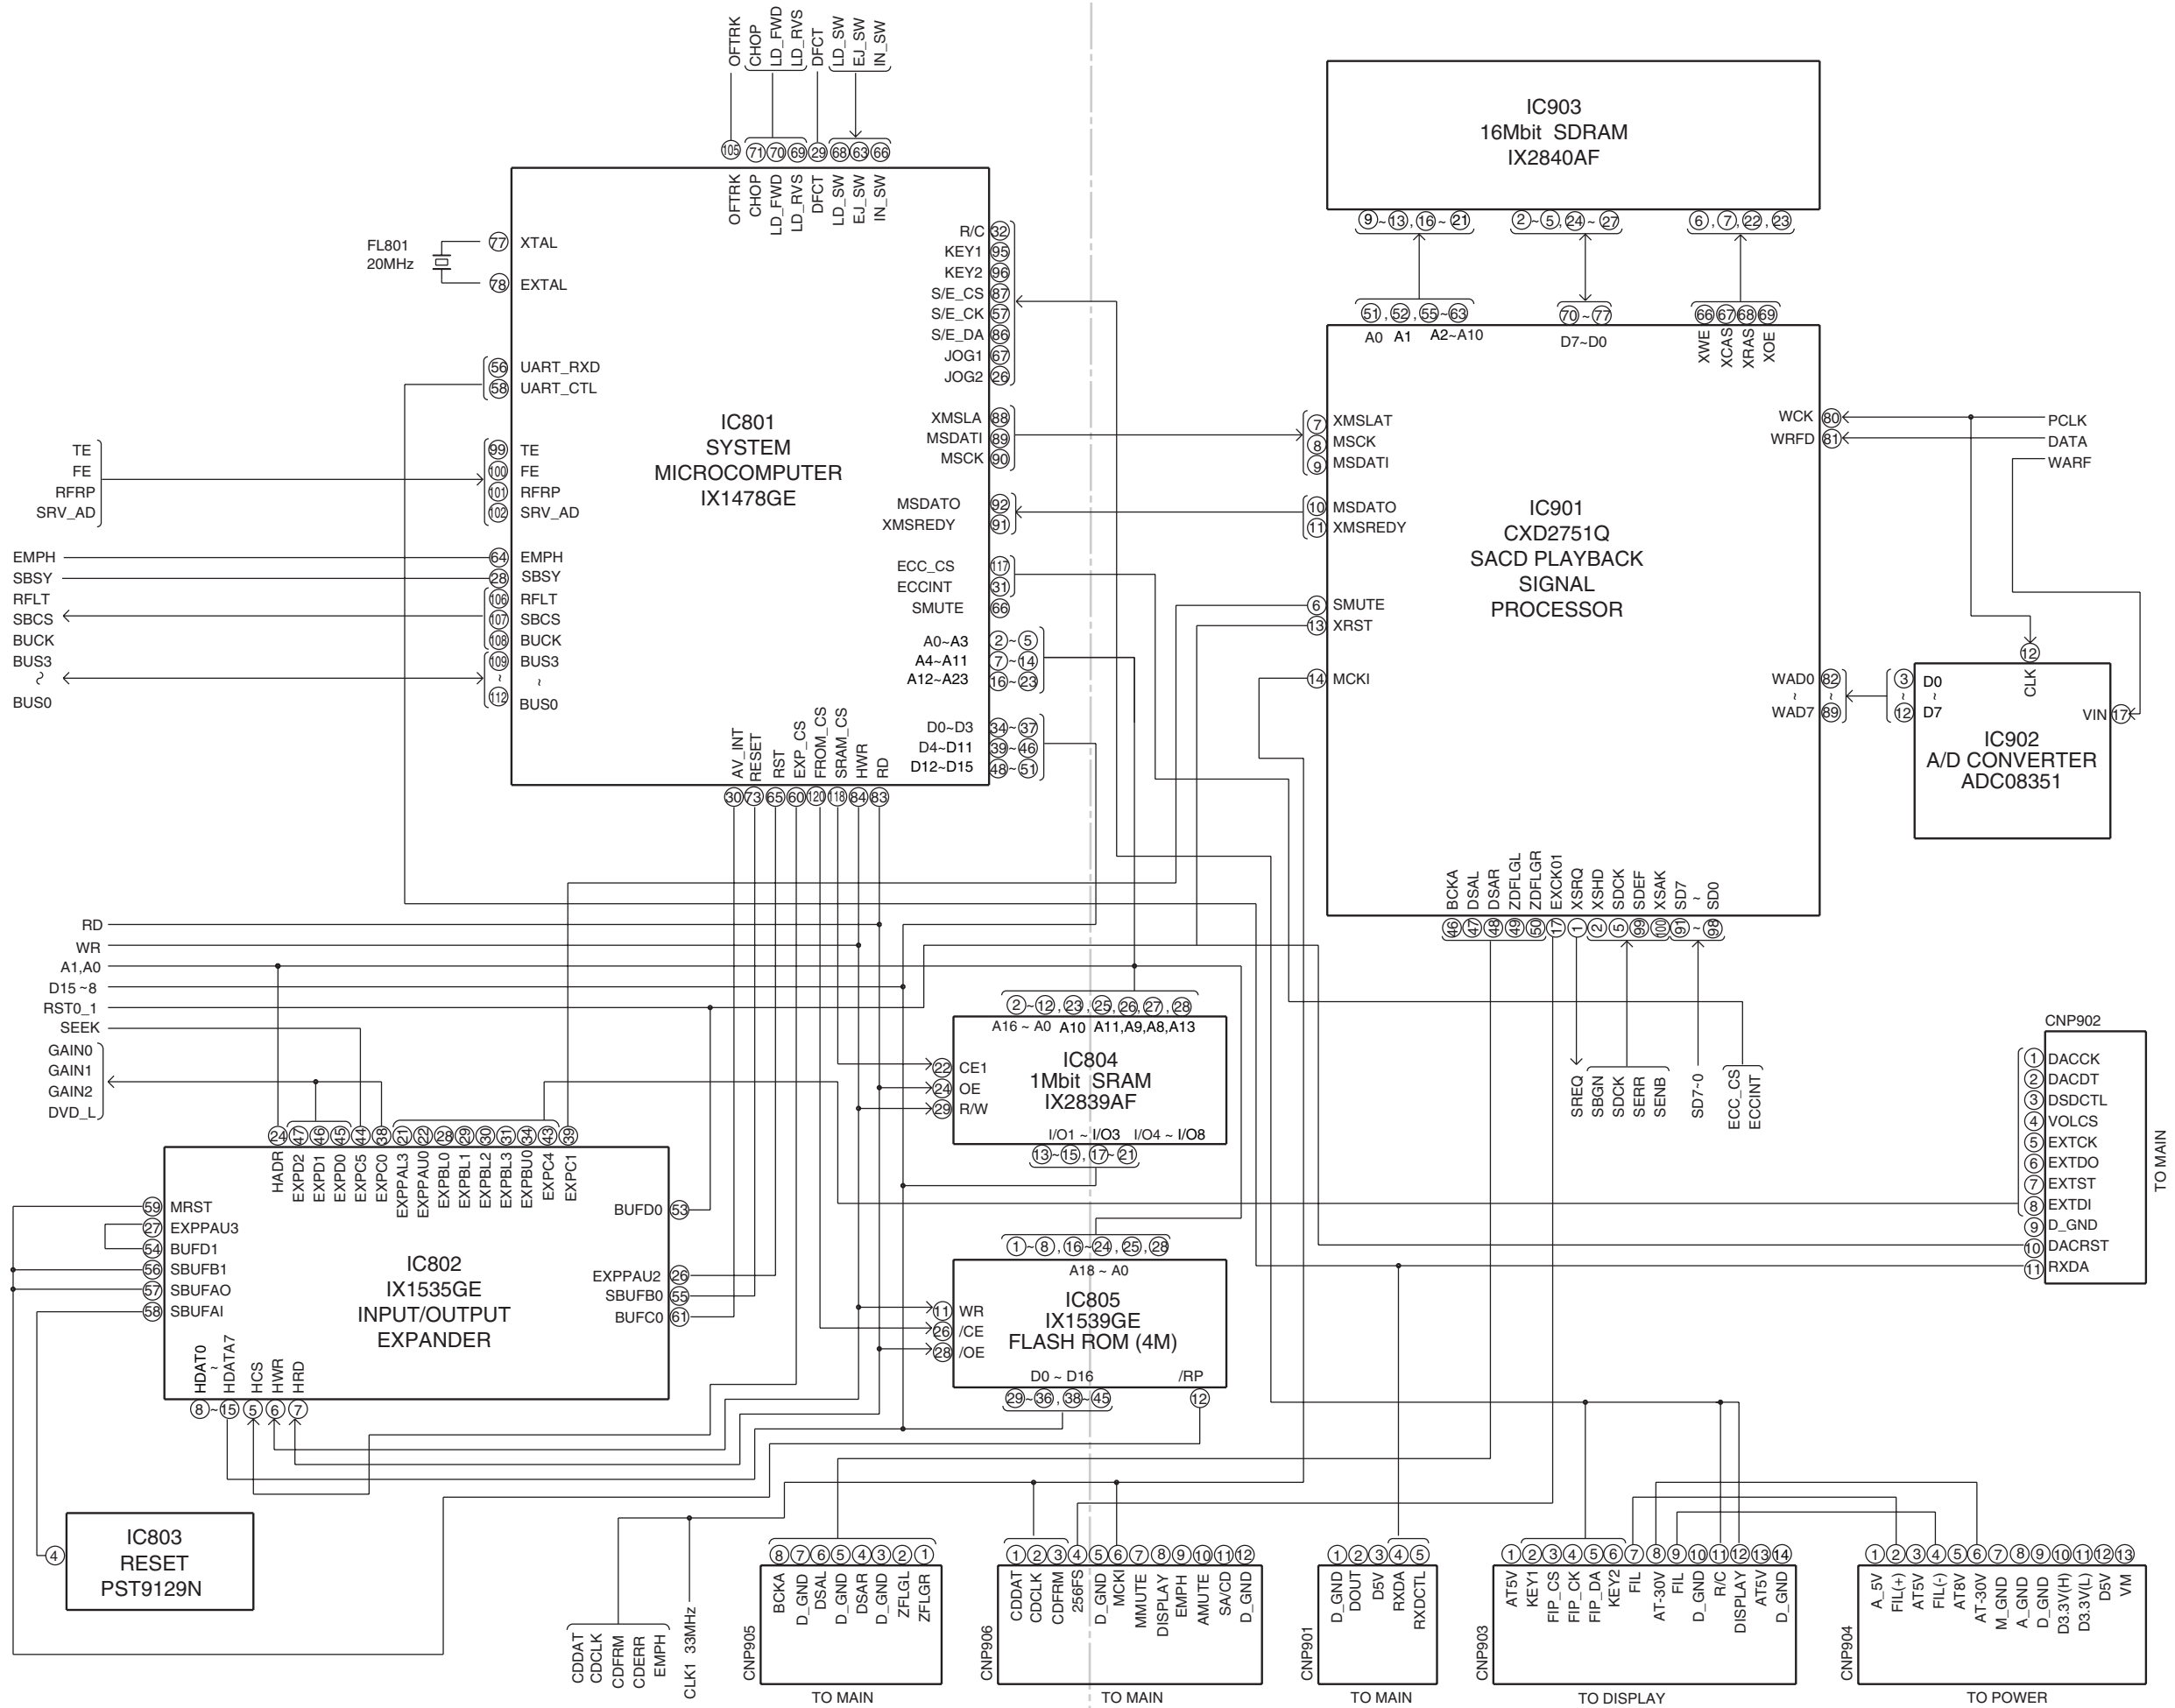 OFTRK
CHOP
LD_FWD
LD_RVS
DFCT
LD_SW
EJ_SW
IN_SW
105 71 70 69 29 68 63 66
OFTRK
CHOP
LD_FWD
LD_RVS
DFCT
LD_SW
EJ_SW
IN_SW
FL801
20MHz
77 XTAL
78 EXTAL
56 UART_RXD
58 UART_CTL
TE
FE
RFRP
SRV_AD
99 TE
100 FE
101 RFRP
102 SRV_AD
EMPH
SBSY
RFLT
SBCS
BUCK
BUS3
~
BUS0
64 EMPH
28 SBSY
106 RFLT
107 SBCS
108 BUCK
109 BUS3
~ ~
112 BUS0
IC801
SYSTEM
MICROCOMPUTER
IX1478GE
R/C 32
KEY1 95
KEY2 96
S/E_CS 87
S/E_CK 57
S/E_DA 86
JOG1 67
JOG2 26
XMSLA 88
MSDATI 89
MSCK 90
MSDATO 92
XMSREDY 91
ECC_CS 117
ECCINT 31
SMUTE 66
A0~A3 2~5
A4~A11 7~14
A12~A23 16~23
D0~D3 34~37
D4~D11 39~46
D12~D15 48~51
AV_INT
RESET
RST
EXP_CS
FROM_CS
SRAM_CS
HWR
RD
30 73 65 60 120 118 84 83
IC903
16Mbit SDRAM
IX2840AF
9~13,16~21
2~5,24~27
6,7,22,23
51,52,55~63
70~77
66 67 68 69
A0 A1 A2~A10
D7~D0
XWE
XCAS
XRAS
XOE
7 XMSLAT
8 MSCK
9 MSDATI
10 MSDATO
11 XMSREDY
6 SMUTE
13 XRST
14 MCKI
IC901
CXD2751Q
SACD PLAYBACK
SIGNAL
PROCESSOR
WCK 80
WRFD 81
PCLK
DATA
WARF
WAD0 82
~ ~
WAD7 89
12
CLK
3 D0
~
12 D7
VIN 17
IC902
A/D CONVERTER
ADC08351
BCKA
DSAL
DSAR
ZDFLGL
ZDFLGR
EXCK01
XSRQ
XSHD
SDCK
SDEF
XSAK
SD7
~
SD0
46 47 48 49 50 17 1 2 5 99 100 91 ~ 98
SREQ
SBGN
SDCK
SERR
SENB
SD7~0
ECC_CS
ECCINT
RD
WR
A1,A0
D15 ~8
RST0_1
SEEK
GAIN0
GAIN1
GAIN2
DVD_L
24 47 46 45 44 38 21 22 28 29 30 31 34 43 39
HADR
EXPD2
EXPD1
EXPD0
EXPC5
EXPC0
EXPPAL3
EXPPAU0
EXPBL0
EXPBL1
EXPBL2
EXPBL3
EXPBU0
EXPC4
EXPC1
59 MRST
27 EXPPAU3
54 BUFD1
56 SBUFB1
57 SBUFAO
58 SBUFAI
IC802
IX1535GE
INPUT/OUTPUT
EXPANDER
BUFD0 53
EXPPAU2 26
SBUFB0 55
BUFC0 61
HDAT0
~
HDATA7
HCS
HWR
HRD
8~15 5 6 7
2~12,23,25,26,27,28
A16 ~ A0 A10 A11,A9,A8,A13
22 CE1
24 OE
29 R/W
IC804
1Mbit SRAM
IX2839AF
I/O1 ~ I/O3 I/O4 ~ I/O8
13~15,17~21
1~8,16~24,25,28
A18 ~ A0
11 WR
26 /CE
28 /OE
IC805
IX1539GE
FLASH ROM (4M)
D0 ~ D16 /RP
29~36,38~45 12
CNP902
1 DACCK
2 DACDT
3 DSDCTL
4 VOLCS
5 EXTCK
6 EXTDO
7 EXTST
8 EXTDI
9 D_GND
10 DACRST
11 RXDA
TO MAIN
4
IC803
RESET
PST9129N
CDDAT
CDCLK
CDFRM
CDERR
EMPH
CLK1 33MHz
CNP905
8 7 6 5 4 3 2 1
BCKA
D_GND
DSAL
D_GND
DSAR
D_GND
ZFLGL
ZFLGR
TO MAIN
CNP906
1 2 3 4 5 6 7 8 9 10 11 12
CDDAT
CDCLK
CDFRM
256FS
D_GND
MCKI
MMUTE
DISPLAY
EMPH
AMUTE
SA/CD
D_GND
TO MAIN
CNP901
1 2 3 4 5
D_GND
DOUT
D5V
RXDA
RXDCTL
TO MAIN
CNP903
1 2 3 4 5 6 7 8 9 10 11 12 13 14
AT5V
KEY1
FIP_CS
FIP_CK
FIP_DA
KEY2
FIL
AT-30V
FIL
D_GND
R/C
DISPLAY
AT5V
D_GND
TO DISPLAY
CNP904
1 2 3 4 5 6 7 8 9 10 11 12 13
A_5V
FIL(+)
AT5V
FIL(-)
AT8V
AT-30V
M_GND
A_GND
D_GND
D3.3V(H)
D3.3V(L)
D5V
VM
TO POWER